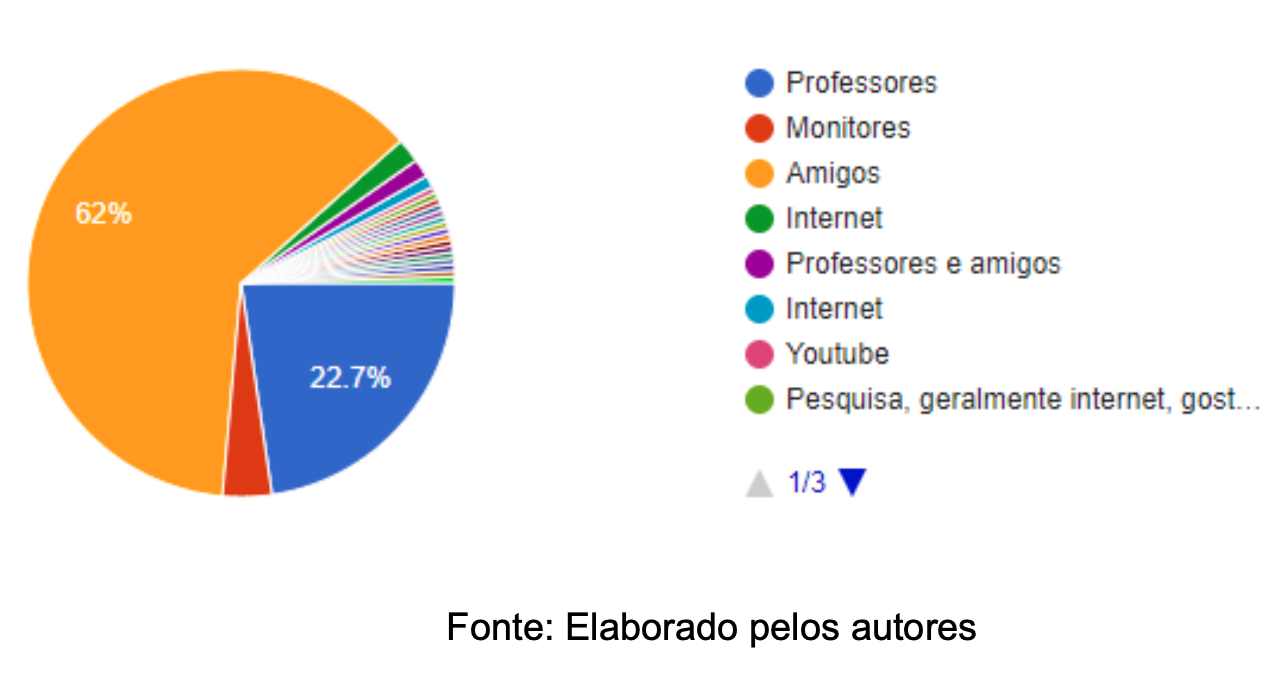 62%
22.7%
Professores
Monitores
Amigos
Internet
Professores e amigos
Internet
Youtube
Pesquisa, geralmente internet, gost...
1/3
Fonte: Elaborado pelos autores